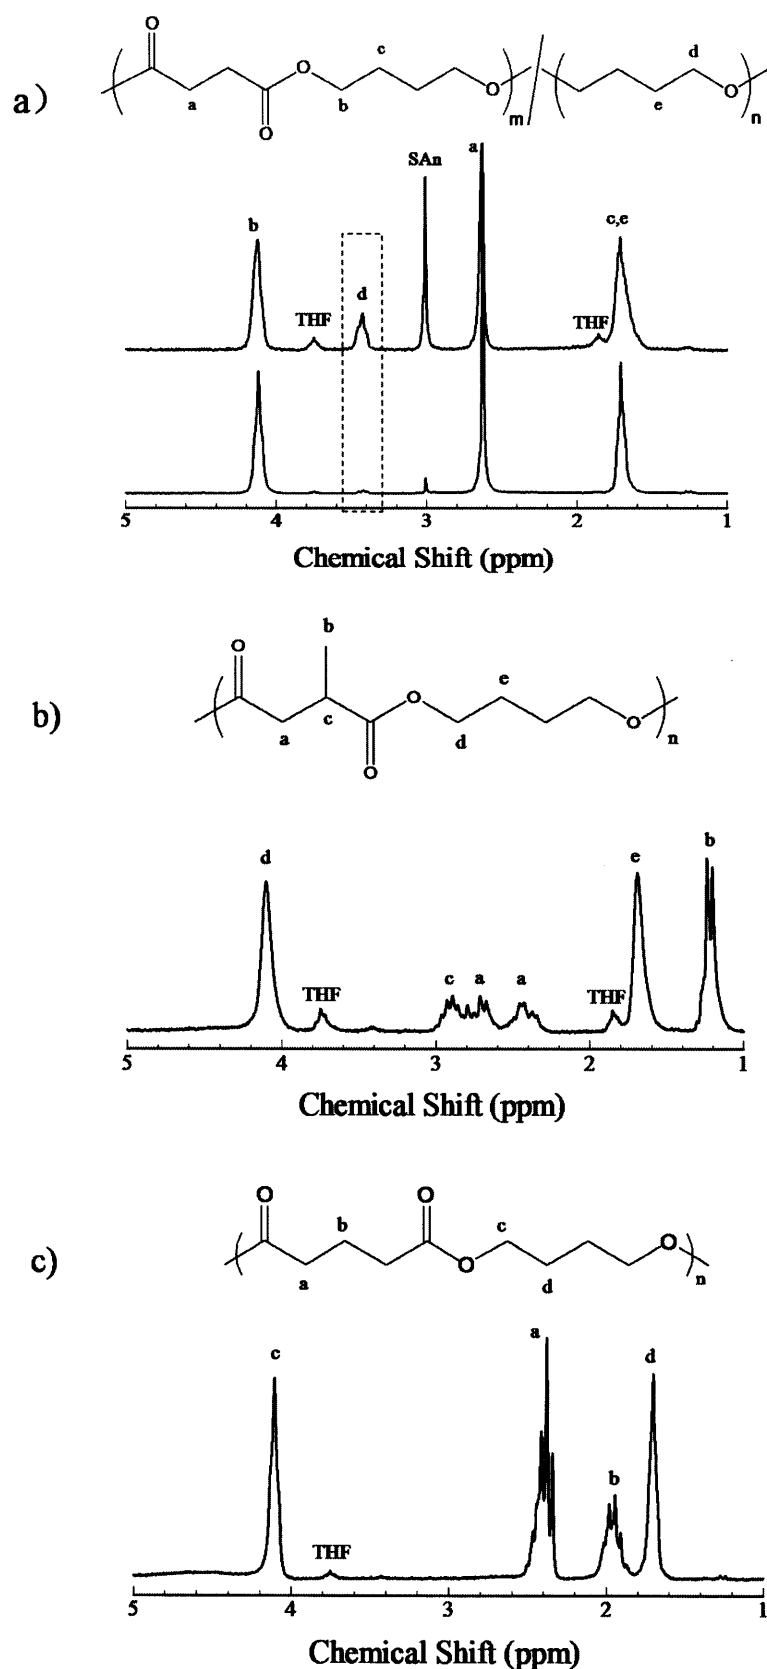 a)
O
c
d
O
O
O
a
b
e
O
m
n
SAn
a
b
c,e
d
THF
THF
5 4 3 2 1
Chemical Shift (ppm)
b)
b
O
e
O
a
c
d
O
O
n
d
e
b
c a a
THF
THF
5 4 3 2 1
Chemical Shift (ppm)
c)
O
O
b
c
O
O
a
d
n
a
c
d
b
THF
5 4 3 2 1
Chemical Shift (ppm)